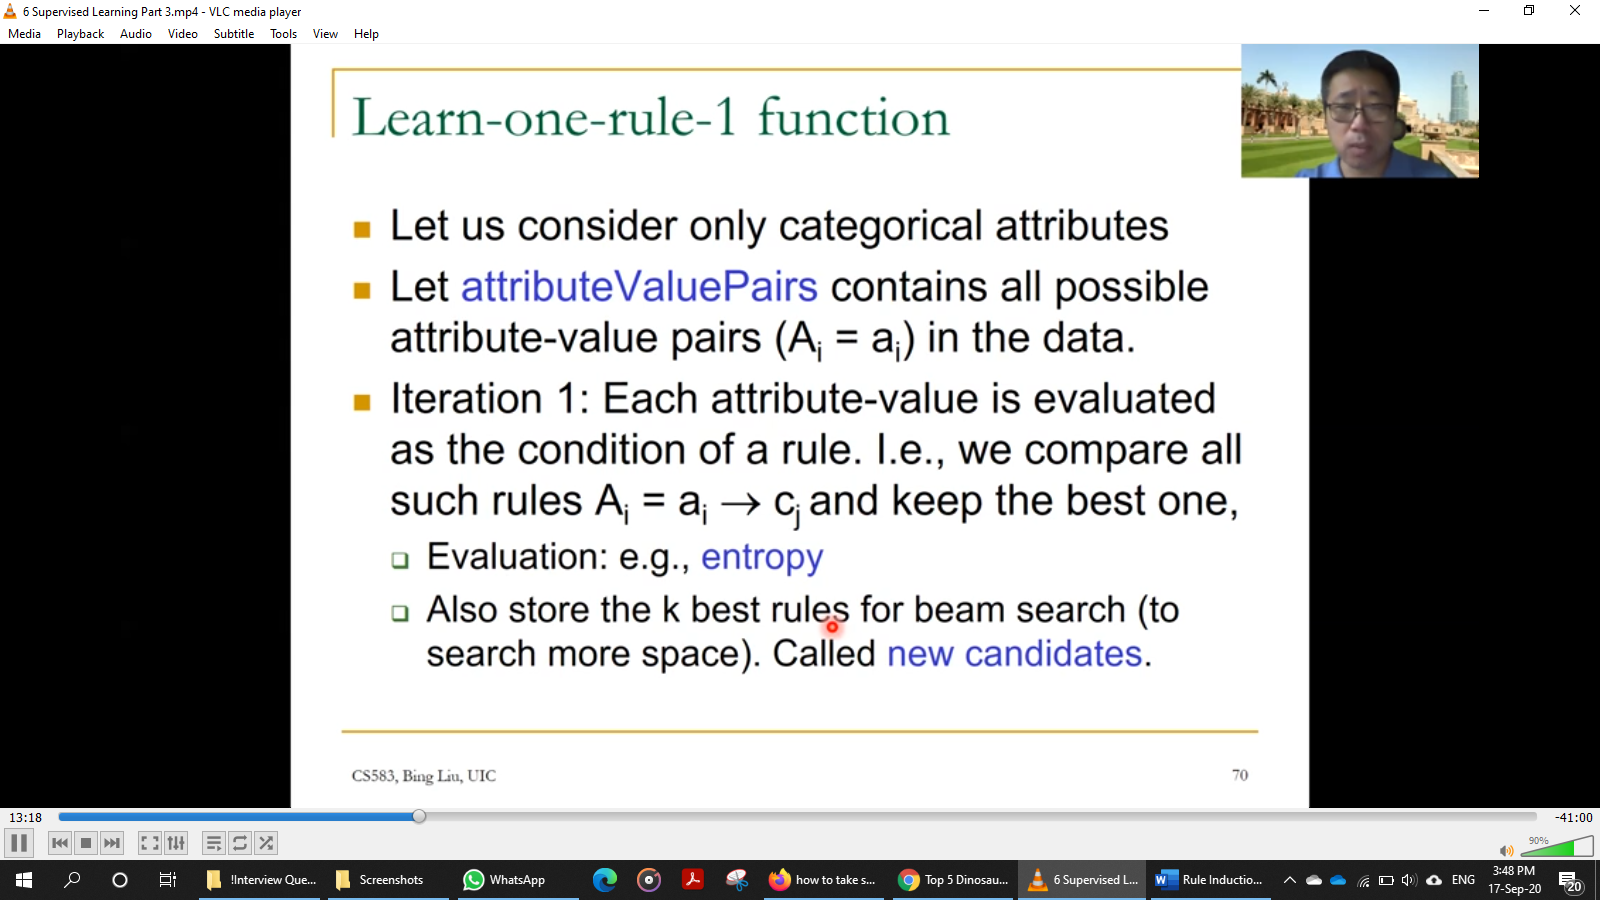 6 Supervised Learning Part 3.mp4 - VLC media player
Media Playback Audio Video Subtitle Tools View Help
Learn-one-rule-1 function
Let us consider only categorical attributes
Let attributeValuePairs contains all possible
attribute-value pairs (Ai = ai) in the data.
Iteration 1: Each attribute-value is evaluated
as the condition of a rule. I.e., we compare all
such rules Ai = ai → cj and keep the best one,
Evaluation: e.g., entropy
Also store the k best rules for beam search (to
search more space). Called new candidates.
CS583, Bing Liu, UIC 70
13:18 -41:00
90%
!Interview Que... Screenshots WhatsApp how to take s... Top 5 Dinosau... 6 Supervised L... Rule Inductio... ENG 3:48 PM
17-Sep-20 20